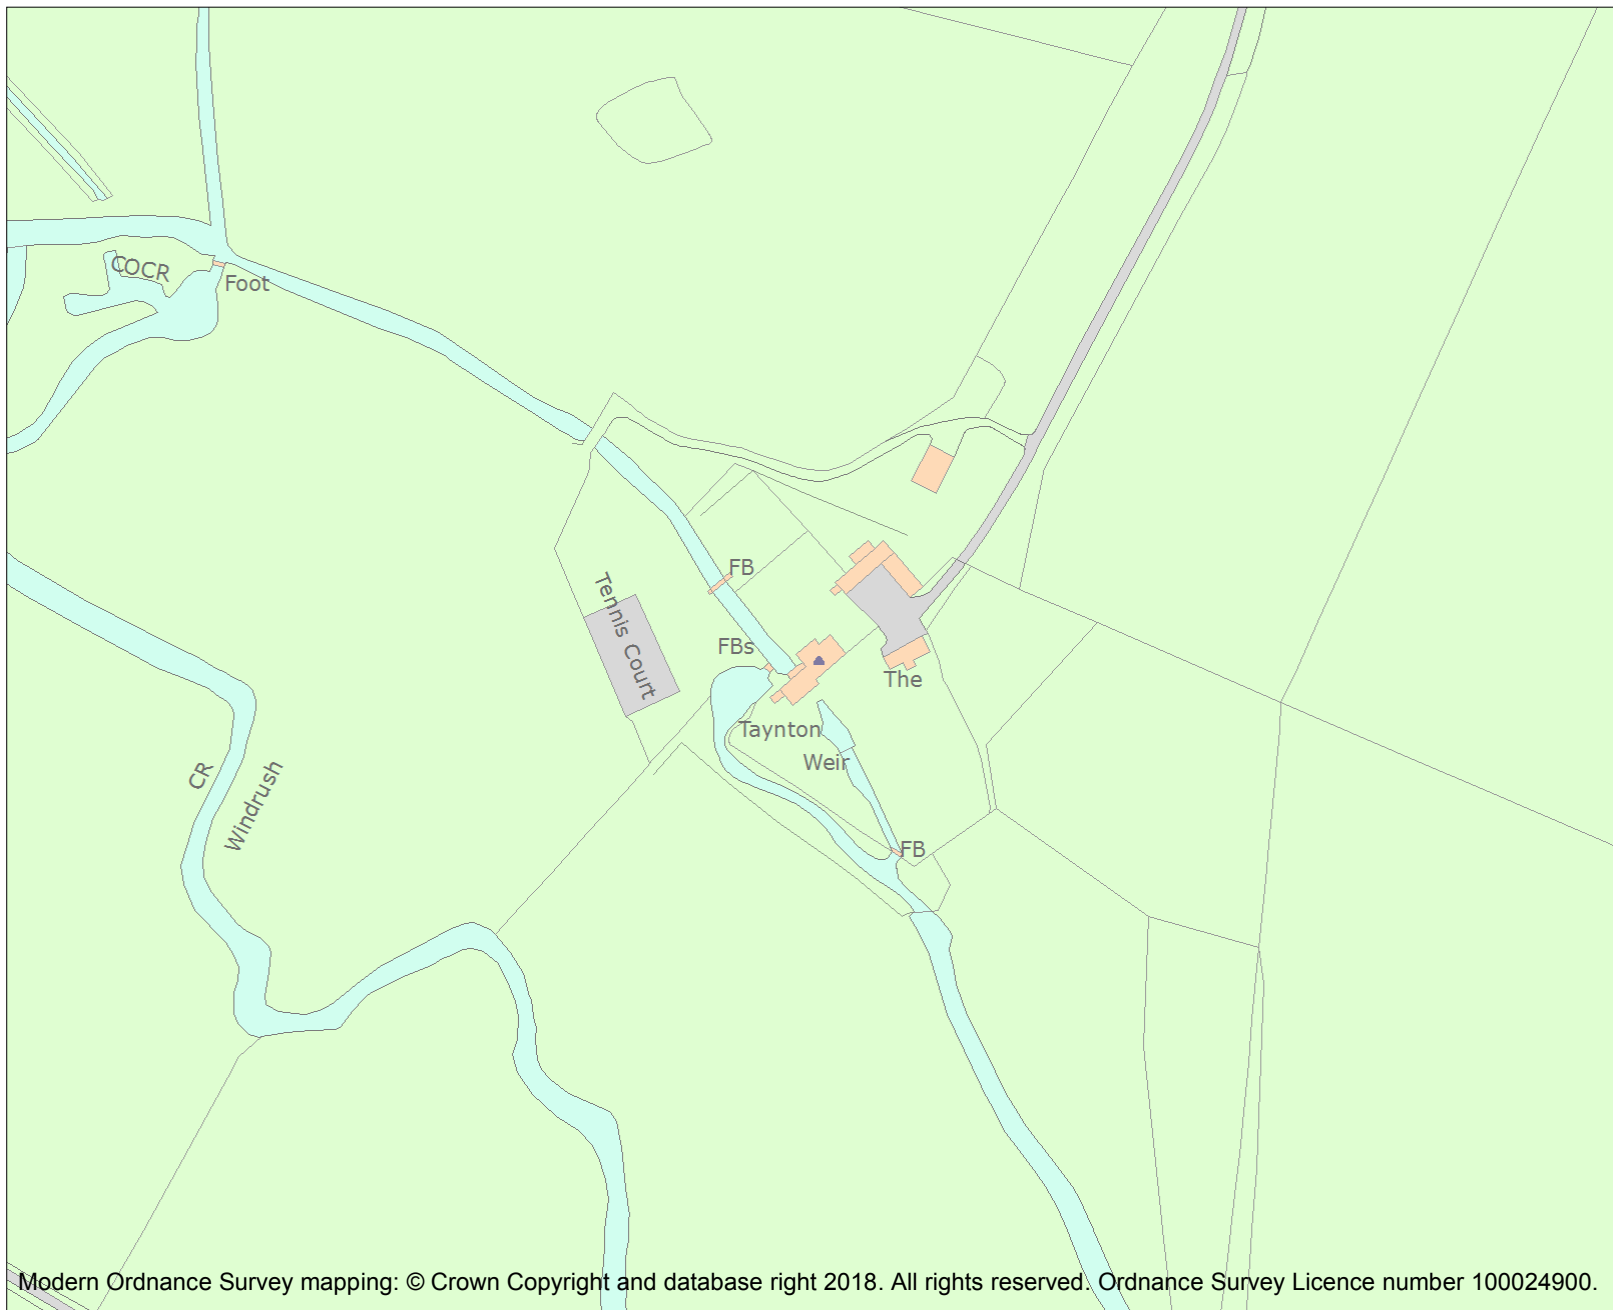 COCR
Foot
FB
Tennis Court
FBs
The
Taynton
Weir
CR
Windrush
FB
Modern Ordnance Survey mapping: © Crown Copyright and database right 2018. All rights reserved. Ordnance Survey Licence number 100024900.